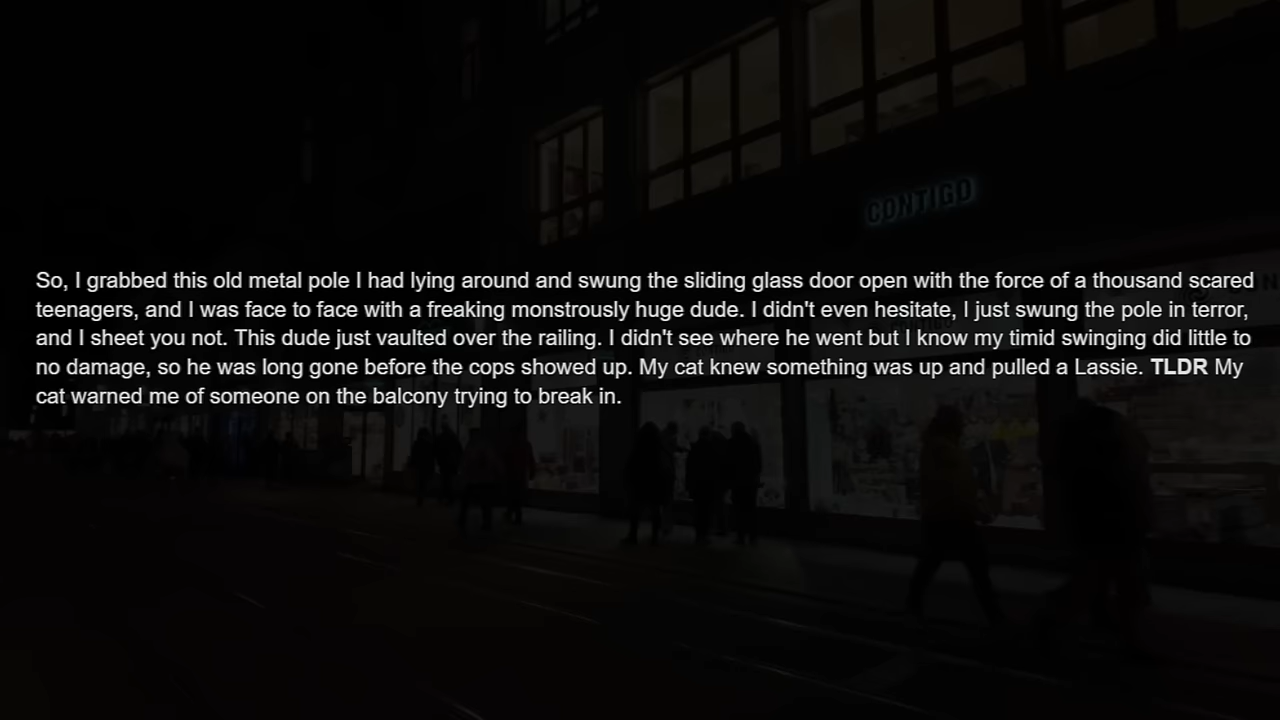 CONTIGO
So, I grabbed this old metal pole I had lying around and swung the sliding glass door open with the force of a thousand scared
teenagers, and I was face to face with a freaking monstrously huge dude. I didn't even hesitate, I just swung the pole in terror,
and I sheet you not. This dude just vaulted over the railing. I didn't see where he went but I know my timid swinging did little to
no damage, so he was long gone before the cops showed up. My cat knew something was up and pulled a Lassie. TLDR My
cat warned me of someone on the balcony trying to break in.